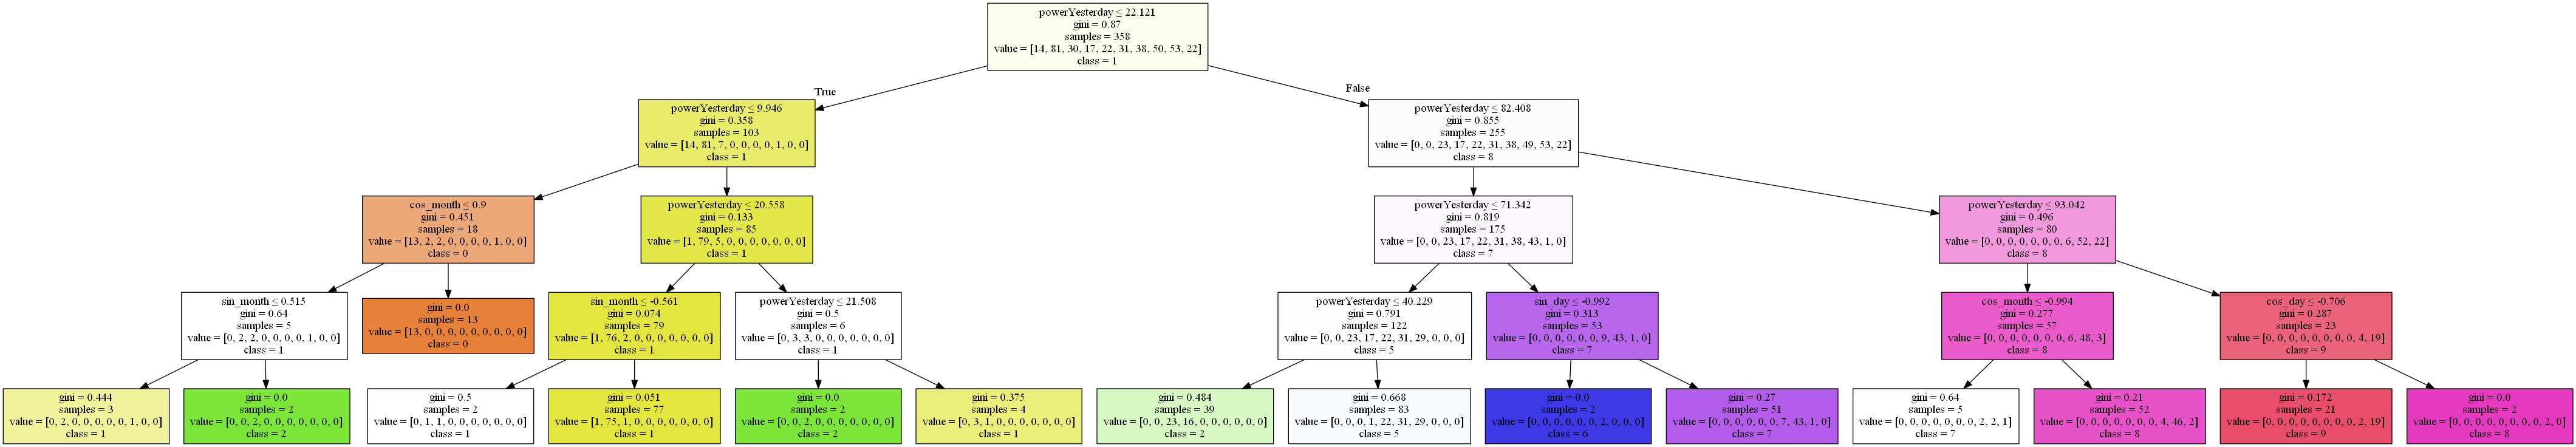 powerYesterday ≤ 22.121
gini = 0.87
samples = 358
value = [14, 81, 30, 17, 22, 31, 38, 50, 53, 22]
class = 1
True
False
powerYesterday ≤ 9.946
gini = 0.358
samples = 103
value = [14, 81, 7, 0, 0, 0, 0, 1, 0, 0]
class = 1
powerYesterday ≤ 82.408
gini = 0.855
samples = 255
value = [0, 0, 23, 17, 22, 31, 38, 49, 53, 22]
class = 8
cos_month ≤ 0.9
gini = 0.451
samples = 18
value = [13, 2, 2, 0, 0, 0, 0, 1, 0, 0]
class = 0
powerYesterday ≤ 20.558
gini = 0.133
samples = 85
value = [1, 79, 5, 0, 0, 0, 0, 0, 0, 0]
class = 1
powerYesterday ≤ 71.342
gini = 0.819
samples = 175
value = [0, 0, 23, 17, 22, 31, 38, 43, 1, 0]
class = 7
powerYesterday ≤ 93.042
gini = 0.496
samples = 80
value = [0, 0, 0, 0, 0, 0, 0, 6, 52, 22]
class = 8
sin_month ≤ 0.515
gini = 0.64
samples = 5
value = [0, 2, 2, 0, 0, 0, 0, 1, 0, 0]
class = 1
gini = 0.0
samples = 13
value = [13, 0, 0, 0, 0, 0, 0, 0, 0, 0]
class = 0
sin_month ≤ -0.561
gini = 0.074
samples = 79
value = [1, 76, 2, 0, 0, 0, 0, 0, 0, 0]
class = 1
powerYesterday ≤ 21.508
gini = 0.5
samples = 6
value = [0, 3, 3, 0, 0, 0, 0, 0, 0, 0]
class = 1
powerYesterday ≤ 40.229
gini = 0.791
samples = 122
value = [0, 0, 23, 17, 22, 31, 29, 0, 0, 0]
class = 5
sin_day ≤ -0.992
gini = 0.313
samples = 53
value = [0, 0, 0, 0, 0, 0, 9, 43, 1, 0]
class = 7
cos_month ≤ -0.994
gini = 0.277
samples = 57
value = [0, 0, 0, 0, 0, 0, 0, 6, 48, 3]
class = 8
cos_day ≤ -0.706
gini = 0.287
samples = 23
value = [0, 0, 0, 0, 0, 0, 0, 0, 4, 19]
class = 9
gini = 0.444
samples = 3
value = [0, 2, 0, 0, 0, 0, 0, 1, 0, 0]
class = 1
gini = 0.0
samples = 2
value = [0, 0, 2, 0, 0, 0, 0, 0, 0, 0]
class = 2
gini = 0.5
samples = 2
value = [0, 1, 1, 0, 0, 0, 0, 0, 0, 0]
class = 1
gini = 0.051
samples = 77
value = [1, 75, 1, 0, 0, 0, 0, 0, 0, 0]
class = 1
gini = 0.0
samples = 2
value = [0, 0, 2, 0, 0, 0, 0, 0, 0, 0]
class = 2
gini = 0.375
samples = 4
value = [0, 3, 1, 0, 0, 0, 0, 0, 0, 0]
class = 1
gini = 0.484
samples = 39
value = [0, 0, 23, 16, 0, 0, 0, 0, 0, 0]
class = 2
gini = 0.668
samples = 83
value = [0, 0, 0, 1, 22, 31, 29, 0, 0, 0]
class = 5
gini = 0.0
samples = 2
value = [0, 0, 0, 0, 0, 0, 2, 0, 0, 0]
class = 6
gini = 0.27
samples = 51
value = [0, 0, 0, 0, 0, 0, 7, 43, 1, 0]
class = 7
gini = 0.64
samples = 5
value = [0, 0, 0, 0, 0, 0, 0, 2, 2, 1]
class = 7
gini = 0.21
samples = 52
value = [0, 0, 0, 0, 0, 0, 0, 4, 46, 2]
class = 8
gini = 0.172
samples = 21
value = [0, 0, 0, 0, 0, 0, 0, 0, 2, 19]
class = 9
gini = 0.0
samples = 2
value = [0, 0, 0, 0, 0, 0, 0, 0, 2, 0]
class = 8